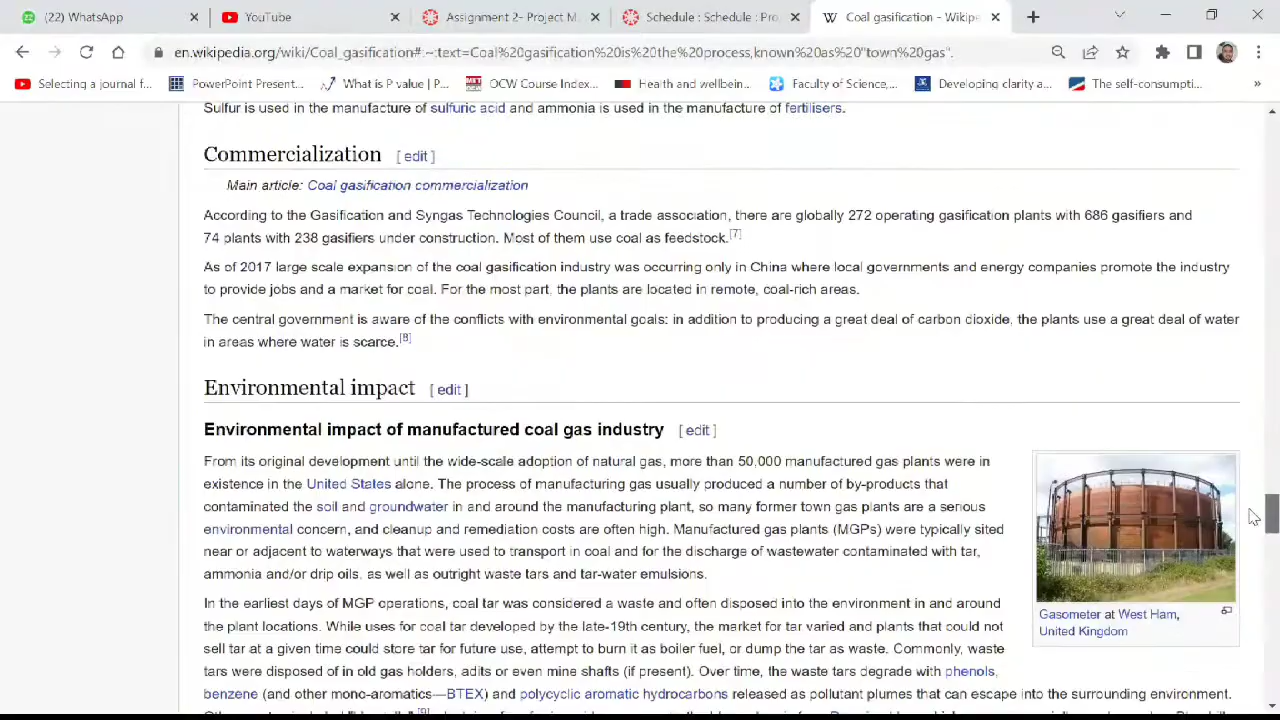 (22) WhatsApp
YouTube
Assignment 2- Project M
Schedule : Schedule : Pro
W Coal gasification - Wikipe
en.wikipedia.org/wiki/Coal_gasification#:~:text=Coal%20gasification%20is%20the%20process,known%20as%20"town%20gas".
Selecting a journal f...
PowerPoint Present...
What is P value | P...
OCW Course Index...
Health and wellbein...
Faculty of Science,...
Developing clarity a...
The self-consumpti...
Sulfur is used in the manufacture of sulfuric acid and ammonia is used in the manufacture of fertilisers.
Commercialization [ edit ]
Main article: Coal gasification commercialization
According to the Gasification and Syngas Technologies Council, a trade association, there are globally 272 operating gasification plants with 686 gasifiers and
74 plants with 238 gasifiers under construction. Most of them use coal as feedstock.[7]
As of 2017 large scale expansion of the coal gasification industry was occurring only in China where local governments and energy companies promote the industry
to provide jobs and a market for coal. For the most part, the plants are located in remote, coal-rich areas.
The central government is aware of the conflicts with environmental goals: in addition to producing a great deal of carbon dioxide, the plants use a great deal of water
in areas where water is scarce.[8]
Environmental impact [ edit ]
Environmental impact of manufactured coal gas industry [ edit ]
From its original development until the wide-scale adoption of natural gas, more than 50,000 manufactured gas plants were in
existence in the United States alone. The process of manufacturing gas usually produced a number of by-products that
contaminated the soil and groundwater in and around the manufacturing plant, so many former town gas plants are a serious
environmental concern, and cleanup and remediation costs are often high. Manufactured gas plants (MGPs) were typically sited
near or adjacent to waterways that were used to transport in coal and for the discharge of wastewater contaminated with tar,
ammonia and/or drip oils, as well as outright waste tars and tar-water emulsions.
Gasometer at West Ham,
United Kingdom
In the earliest days of MGP operations, coal tar was considered a waste and often disposed into the environment in and around
the plant locations. While uses for coal tar developed by the late-19th century, the market for tar varied and plants that could not
sell tar at a given time could store tar for future use, attempt to burn it as boiler fuel, or dump the tar as waste. Commonly, waste
tars were disposed of in old gas holders, adits or even mine shafts (if present). Over time, the waste tars degrade with phenols,
benzene (and other mono-aromatics—BTEX) and polycyclic aromatic hydrocarbons released as pollutant plumes that can escape into the surrounding environment.
[9]